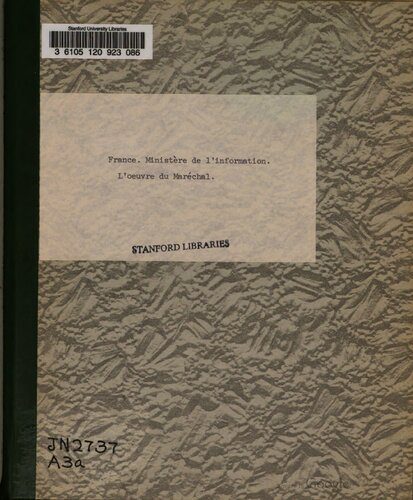 Stanford University Libraries
3 6105 120 923 086
France. Ministère de l'information.
L'oeuvre du Maréchal.
STANFORD LIBRARIES
JN2737
A3a